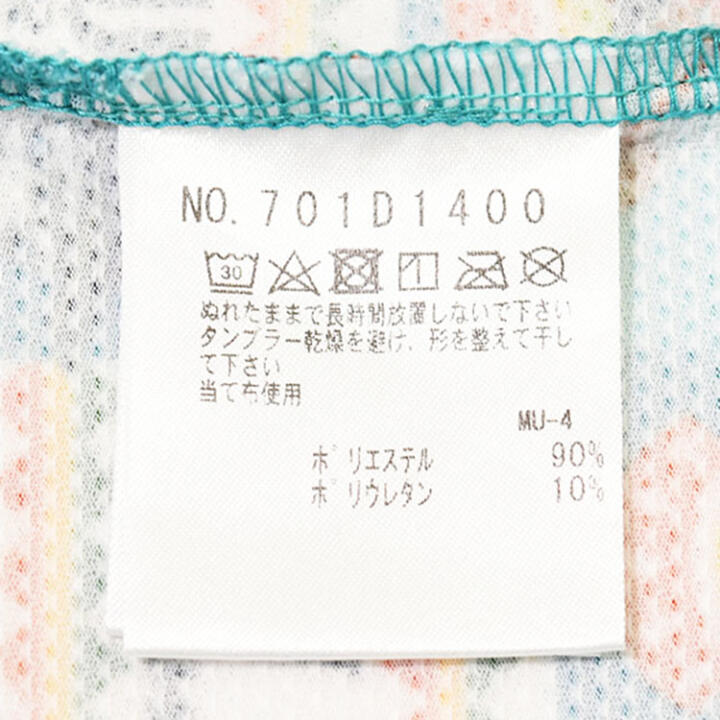 NO. 701D1400
30
ぬれたままで長時間放置しないで下さい
タンブラー乾燥を避け、形を整えて干し
て下さい
当て布使用
MU-4
ポリエステル 90%
ポリウレタン 10%